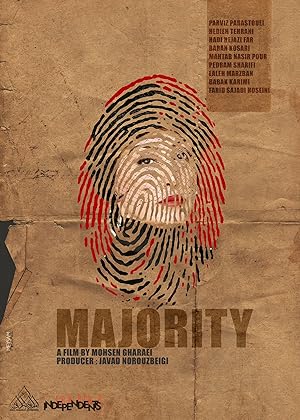 PARVIZ PARASTOUEI
HEDIEH TEHRANI
HADI HEJAZI FAR
BARAN KOSARI
MAHTAB NASIR POUR
PEDRAM SHARIFI
LALEH MARZBAN
BABAK KARIMI
FARID SAJADI HOSEINI
MAJORITY
A FILM BY MOHSEN GHARAEI
PRODUCER : JAVAD NOROUZBEIGI
INDEPENDENTS